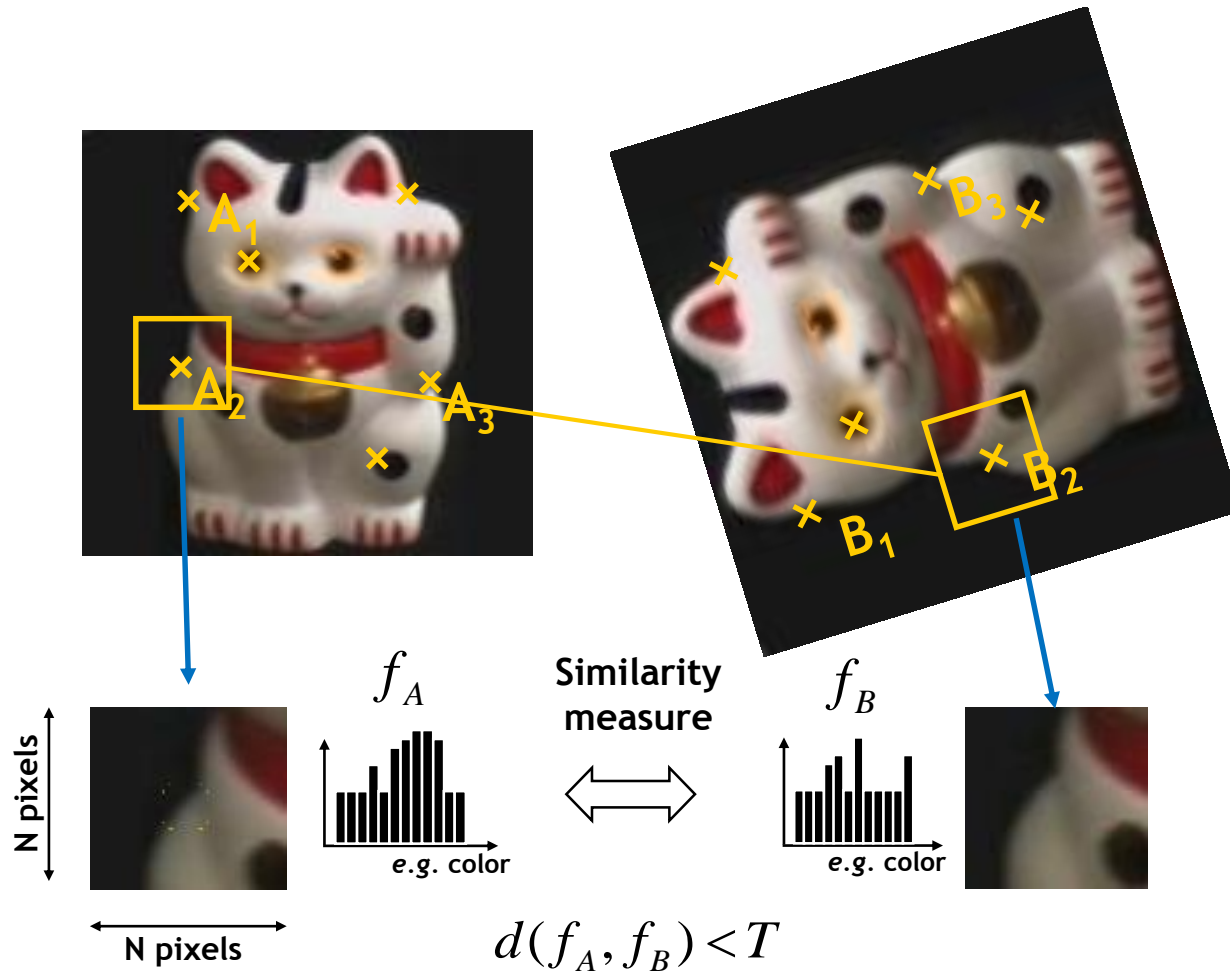 A₁
A₂
A₃
B₃
B₂
B₁
f_A
Similarity
measure
f_B
N pixels
e.g. color
e.g. color
N pixels
d(f_A, f_B) < T